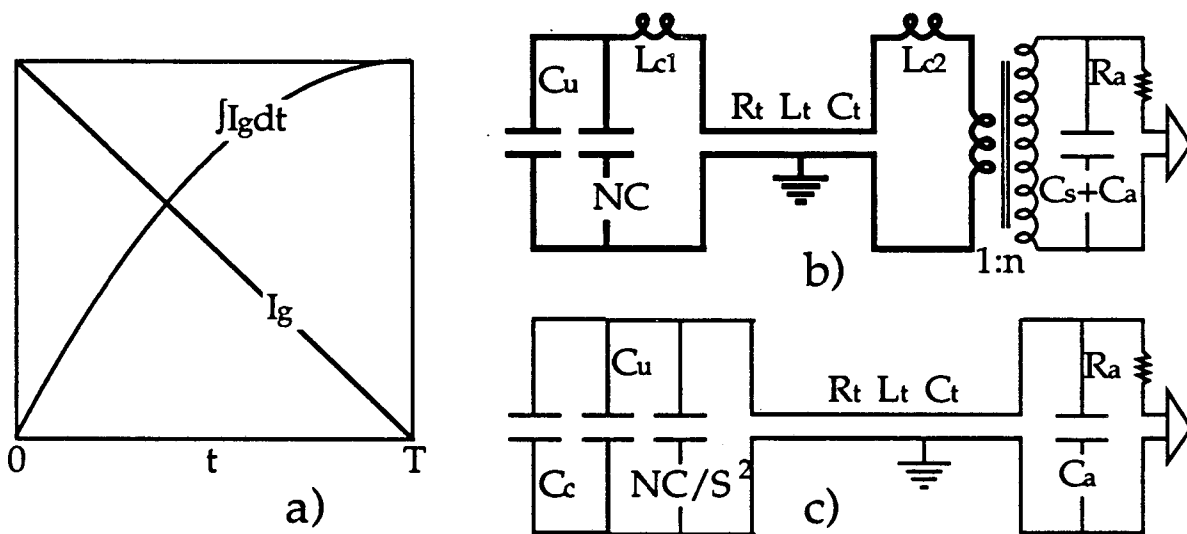 ∫Igdt
Ig
0 t T
a)
Lc1 Lc2
Cu Ra
Rt Lt Ct
NC Cs+Ca
1:n
b)
Cu Ra
Rt Lt Ct
Cc NC/S² Ca
c)